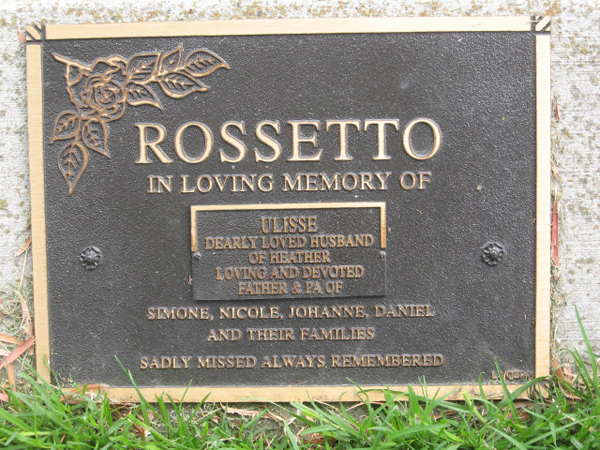 ROSSETTO
IN LOVING MEMORY OF
ULISSE
DEARLY LOVED HUSBAND
OF HEATHER
LOVING AND DEVOTED
FATHER & PA OF
SIMONE, NICOLE, JOHANNE, DANIEL
AND THEIR FAMILIES
SADLY MISSED ALWAYS REMEMBERED